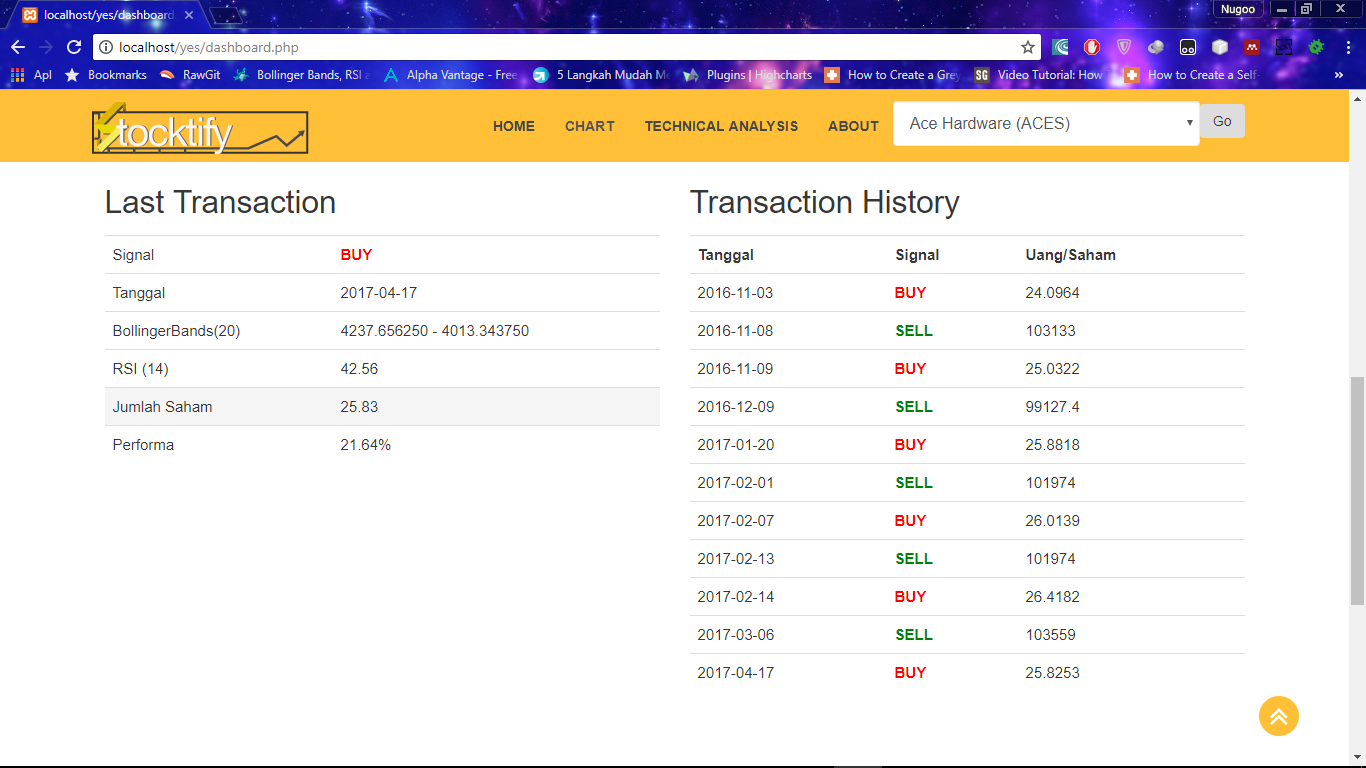 Nugoo
localhost/yes/dashboard
localhost/yes/dashboard.php
Apl Bookmarks RawGit Bollinger Bands, RSI Alpha Vantage - Free 5 Langkah Mudah Me Plugins | Highcharts How to Create a Gre SG Video Tutorial: How How to Create a Self- »
tocktify HOME CHART TECHNICAL ANALYSIS ABOUT Ace Hardware (ACES) Go
Last Transaction
Signal BUY
Tanggal 2017-04-17
BollingerBands(20) 4237.656250 - 4013.343750
RSI (14) 42.56
Jumlah Saham 25.83
Performa 21.64%
Transaction History
Tanggal Signal Uang/Saham
2016-11-03 BUY 24.0964
2016-11-08 SELL 103133
2016-11-09 BUY 25.0322
2016-12-09 SELL 99127.4
2017-01-20 BUY 25.8818
2017-02-01 SELL 101974
2017-02-07 BUY 26.0139
2017-02-13 SELL 101974
2017-02-14 BUY 26.4182
2017-03-06 SELL 103559
2017-04-17 BUY 25.8253